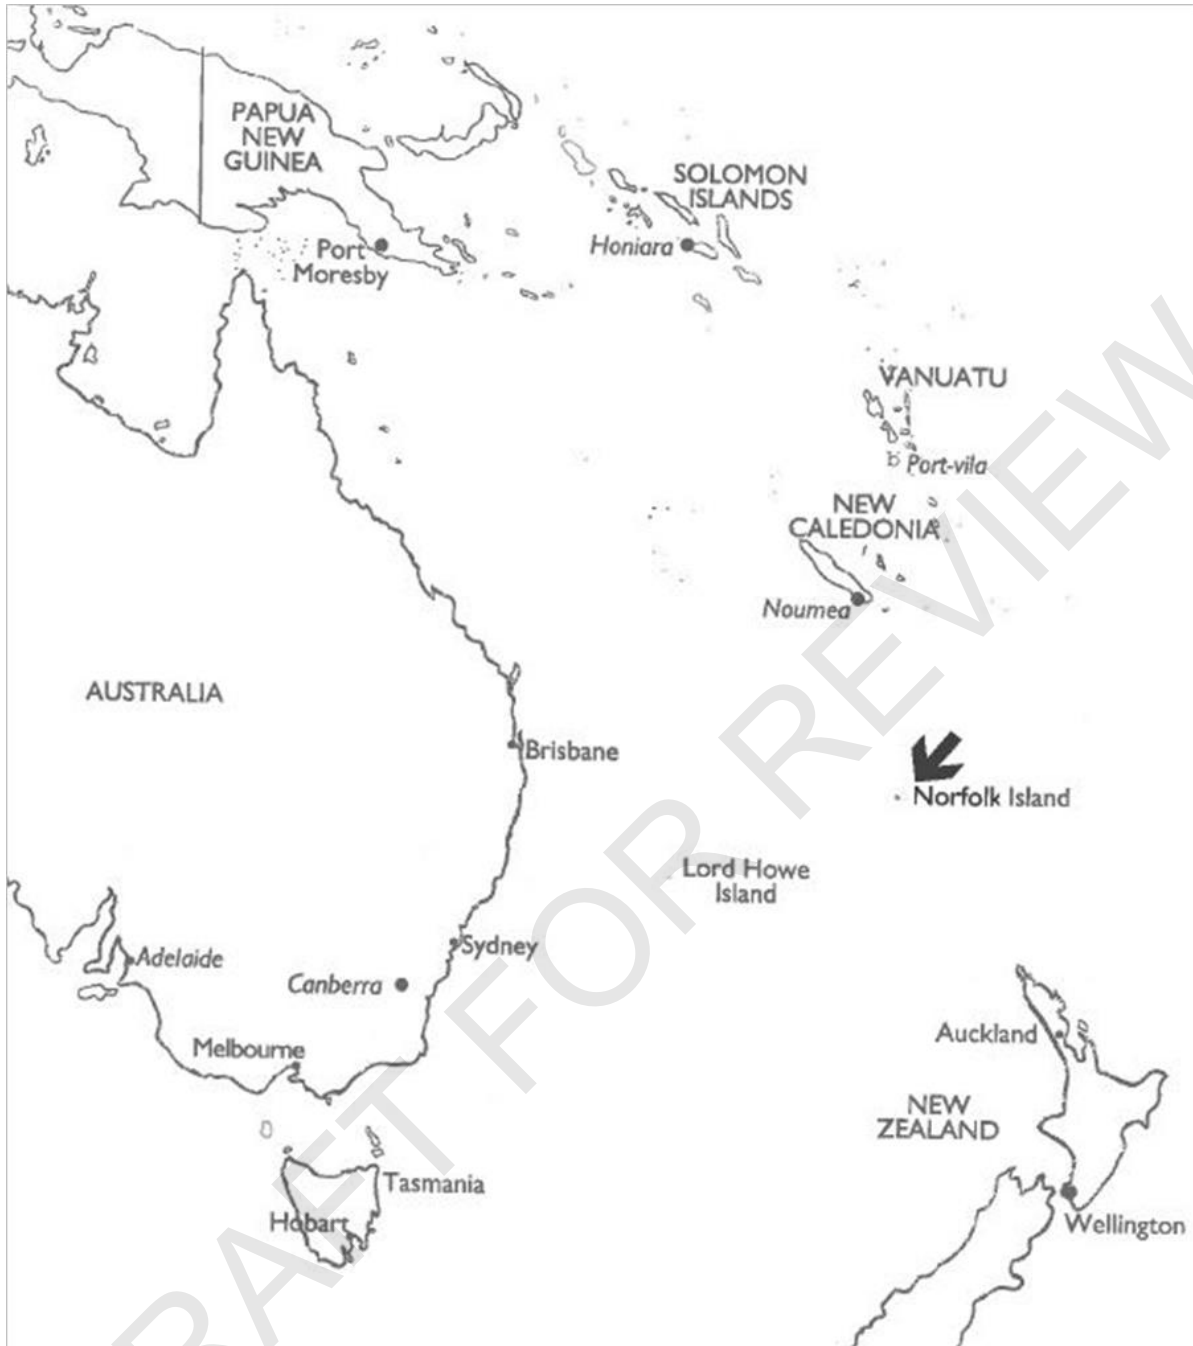 PAPUA
NEW
GUINEA
SOLOMON
ISLANDS
Port
Moresby
Honiara
VANUATU
Port-vila
NEW
CALEDONIA
Noumea
AUSTRALIA
Brisbane
Norfolk Island
Lord Howe
Island
Sydney
Adelaide
Canberra
Auckland
Melbourne
NEW
ZEALAND
Tasmania
Hobart
Wellington
RAFT FOR REVIEW